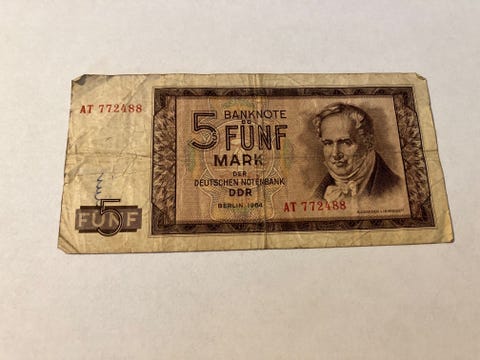 AT 772488
BANKNOTE
5 FÜNF
MARK
DER
DEUTSCHEN NOTENBANK
DDR
BERLIN 1964
AT 772488
5
FÜNF